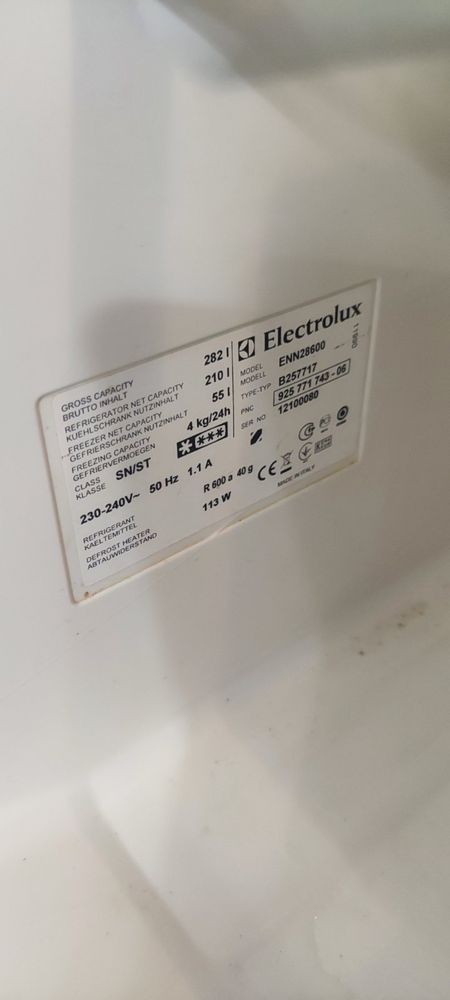 GROSS CAPACITY
BRUTTO INHALT
282 l
REFRIGERATOR NET CAPACITY
KUEHLSCHRANK NUTZINHALT
210 l
FREEZER NET CAPACITY
GEFRIERSCHRANK NUTZINHALT
55 l
FREEZING CAPACITY
GEFRIERVERMOEGEN
4 kg/24h
CLASS
KLASSE
SN/ST
230-240V~ 50 Hz 1.1 A
REFRIGERANT
KAELTEMITTEL
R 600 a 40 g
DEFROST HEATER
ABTAUWIDERSTAND
113 W
Electrolux
MODEL
MODELL
ENN28600
TYPE-TYP
B257717
PNC
925 771 743 - 06
SER NO
12100080
CE
MADE IN ITALY